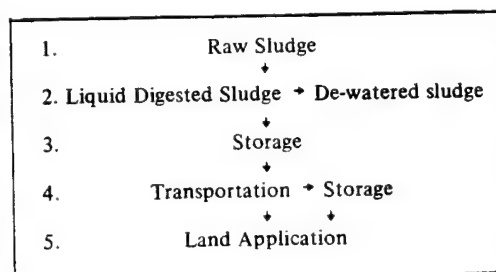 1. Raw Sludge
↓
2. Liquid Digested Sludge → De-watered sludge
↓
3. Storage
↓
4. Transportation → Storage
↓ ↓
5. Land Application